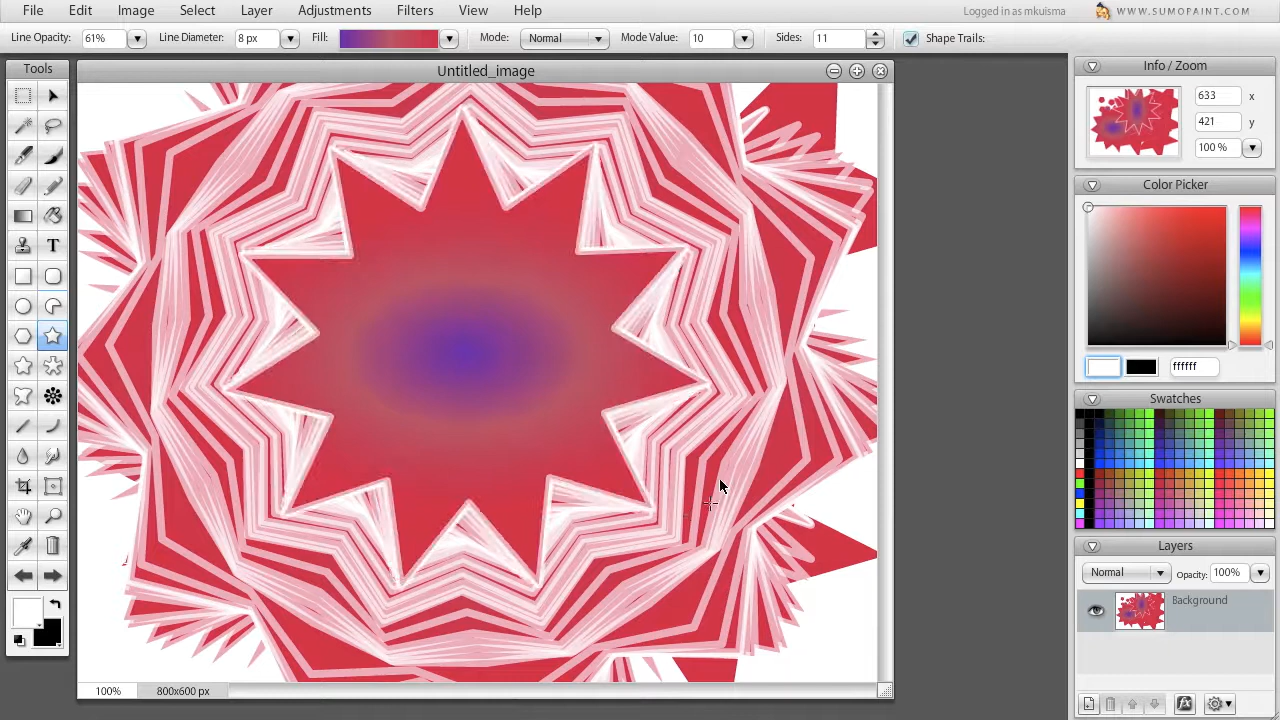 File Edit Image Select Layer Adjustments Filters View Help Logged in as mkuisma WWW.SUMOPAINT.COM
Line Opacity: 61% Line Diameter: 8 px Fill: Mode: Normal Mode Value: 10 Sides: 11 Shape Trails:
Tools
Untitled_image
Info / Zoom
633 x
421 y
100 %
Color Picker
ffffff
Swatches
Layers
Normal Opacity: 100%
Background
100% 800x600 px
T
fx